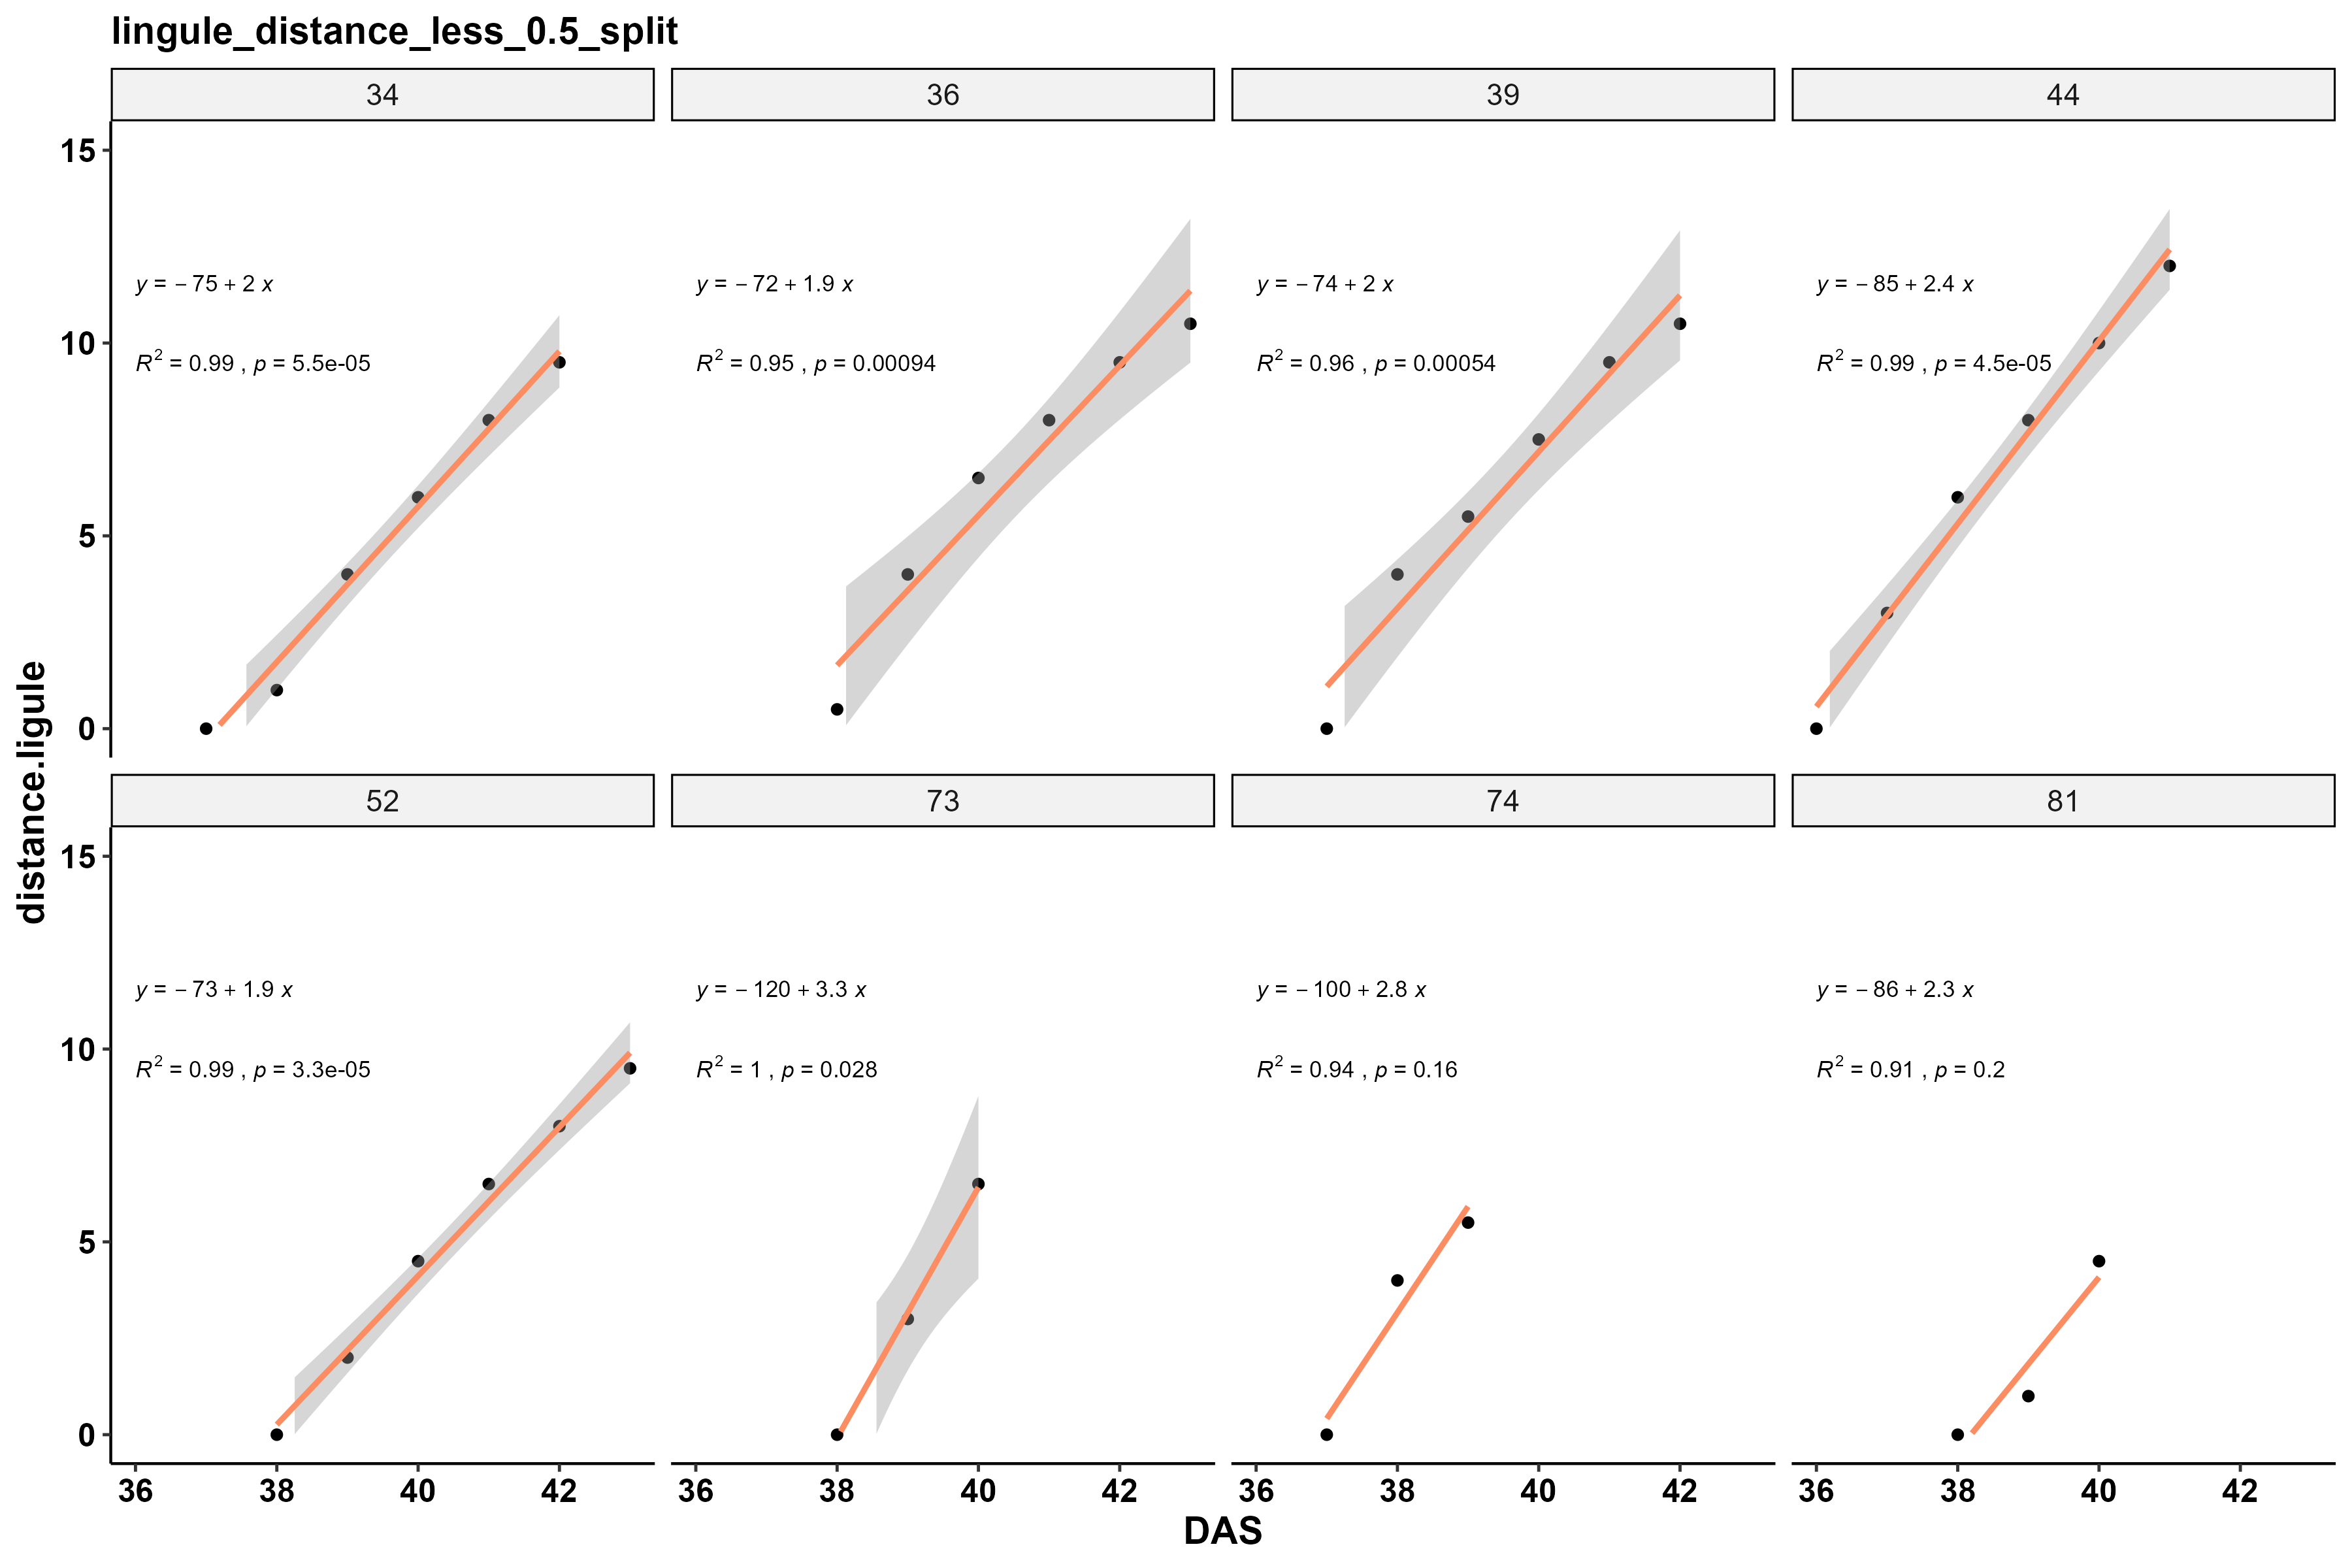 lingule_distance_less_0.5_split
34
36
39
44
15
10
5
0
y = − 75 + 2 x
R2 = 0.99 , p = 5.5e-05
y = − 72 + 1.9 x
R2 = 0.95 , p = 0.00094
y = − 74 + 2 x
R2 = 0.96 , p = 0.00054
y = − 85 + 2.4 x
R2 = 0.99 , p = 4.5e-05
distance.ligule
52
73
74
81
15
10
5
0
y = − 73 + 1.9 x
R2 = 0.99 , p = 3.3e-05
y = − 120 + 3.3 x
R2 = 1 , p = 0.028
y = − 100 + 2.8 x
R2 = 0.94 , p = 0.16
y = − 86 + 2.3 x
R2 = 0.91 , p = 0.2
36 38 40 42
36 38 40 42
36 38 40 42
36 38 40 42
DAS